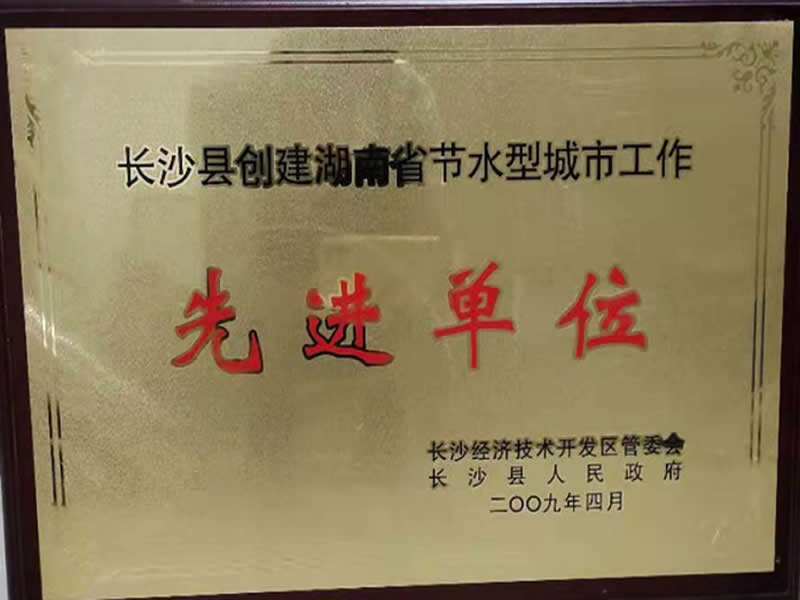 长沙县创建湖南省节水型城市工作
先进单位
长沙经济技术开发区管委会
长沙县人民政府
二〇〇九年四月